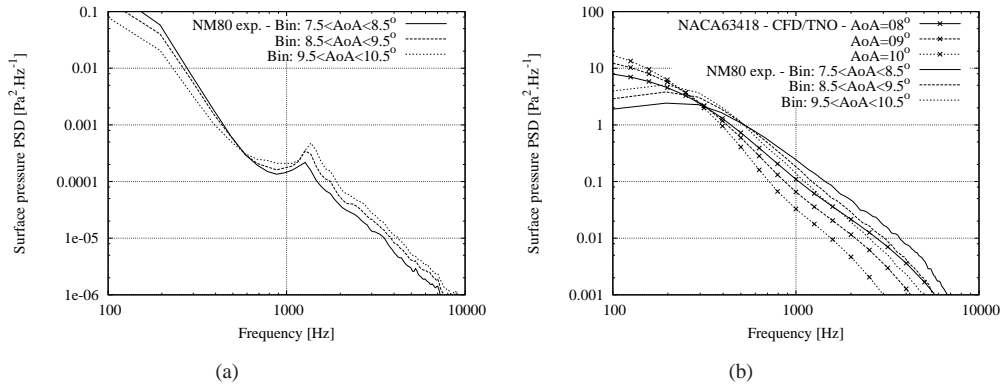 Surface pressure PSD [Pa².Hz⁻¹]
0.1
0.01
0.001
0.0001
1e-05
1e-06
NM80 exp. - Bin: 7.5<AoA<8.5°
Bin: 8.5<AoA<9.5°
Bin: 9.5<AoA<10.5°
100
1000
10000
Frequency [Hz]
(a)
Surface pressure PSD [Pa².Hz⁻¹]
100
10
1
0.1
0.01
0.001
NACA63418 - CFD/TNO - AoA=08°
AoA=09°
AoA=10°
NM80 exp. - Bin: 7.5<AoA<8.5°
Bin: 8.5<AoA<9.5°
Bin: 9.5<AoA<10.5°
100
1000
10000
Frequency [Hz]
(b)